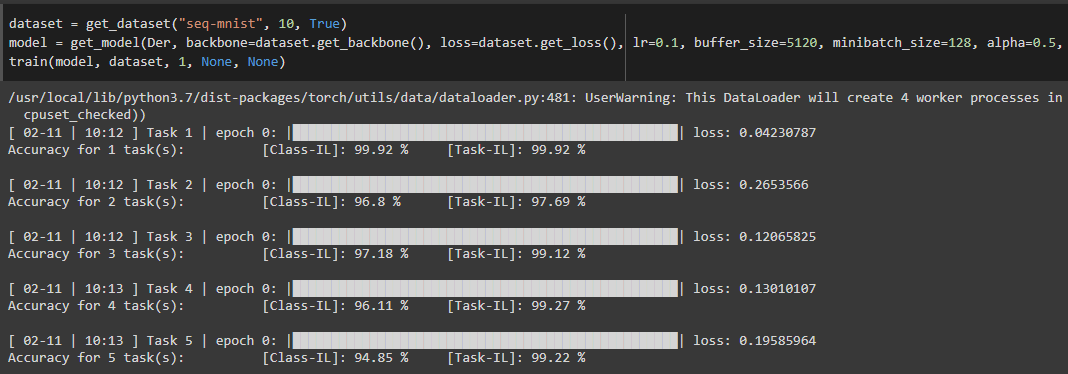 dataset = get_dataset("seq-mnist", 10, True)
model = get_model(Der, backbone=dataset.get_backbone(), loss=dataset.get_loss(), lr=0.1, buffer_size=5120, minibatch_size=128, alpha=0.5,
train(model, dataset, 1, None, None)
/usr/local/lib/python3.7/dist-packages/torch/utils/data/dataloader.py:481: UserWarning: This DataLoader will create 4 worker processes in
cpuset_checked))
[ 02-11 | 10:12 ] Task 1 | epoch 0: || loss: 0.04230787
Accuracy for 1 task(s): [Class-IL]: 99.92 % [Task-IL]: 99.92 %
[ 02-11 | 10:12 ] Task 2 | epoch 0: || loss: 0.2653566
Accuracy for 2 task(s): [Class-IL]: 96.8 % [Task-IL]: 97.69 %
[ 02-11 | 10:12 ] Task 3 | epoch 0: || loss: 0.12065825
Accuracy for 3 task(s): [Class-IL]: 97.18 % [Task-IL]: 99.12 %
[ 02-11 | 10:13 ] Task 4 | epoch 0: || loss: 0.13010107
Accuracy for 4 task(s): [Class-IL]: 96.11 % [Task-IL]: 99.27 %
[ 02-11 | 10:13 ] Task 5 | epoch 0: || loss: 0.19585964
Accuracy for 5 task(s): [Class-IL]: 94.85 % [Task-IL]: 99.22 %